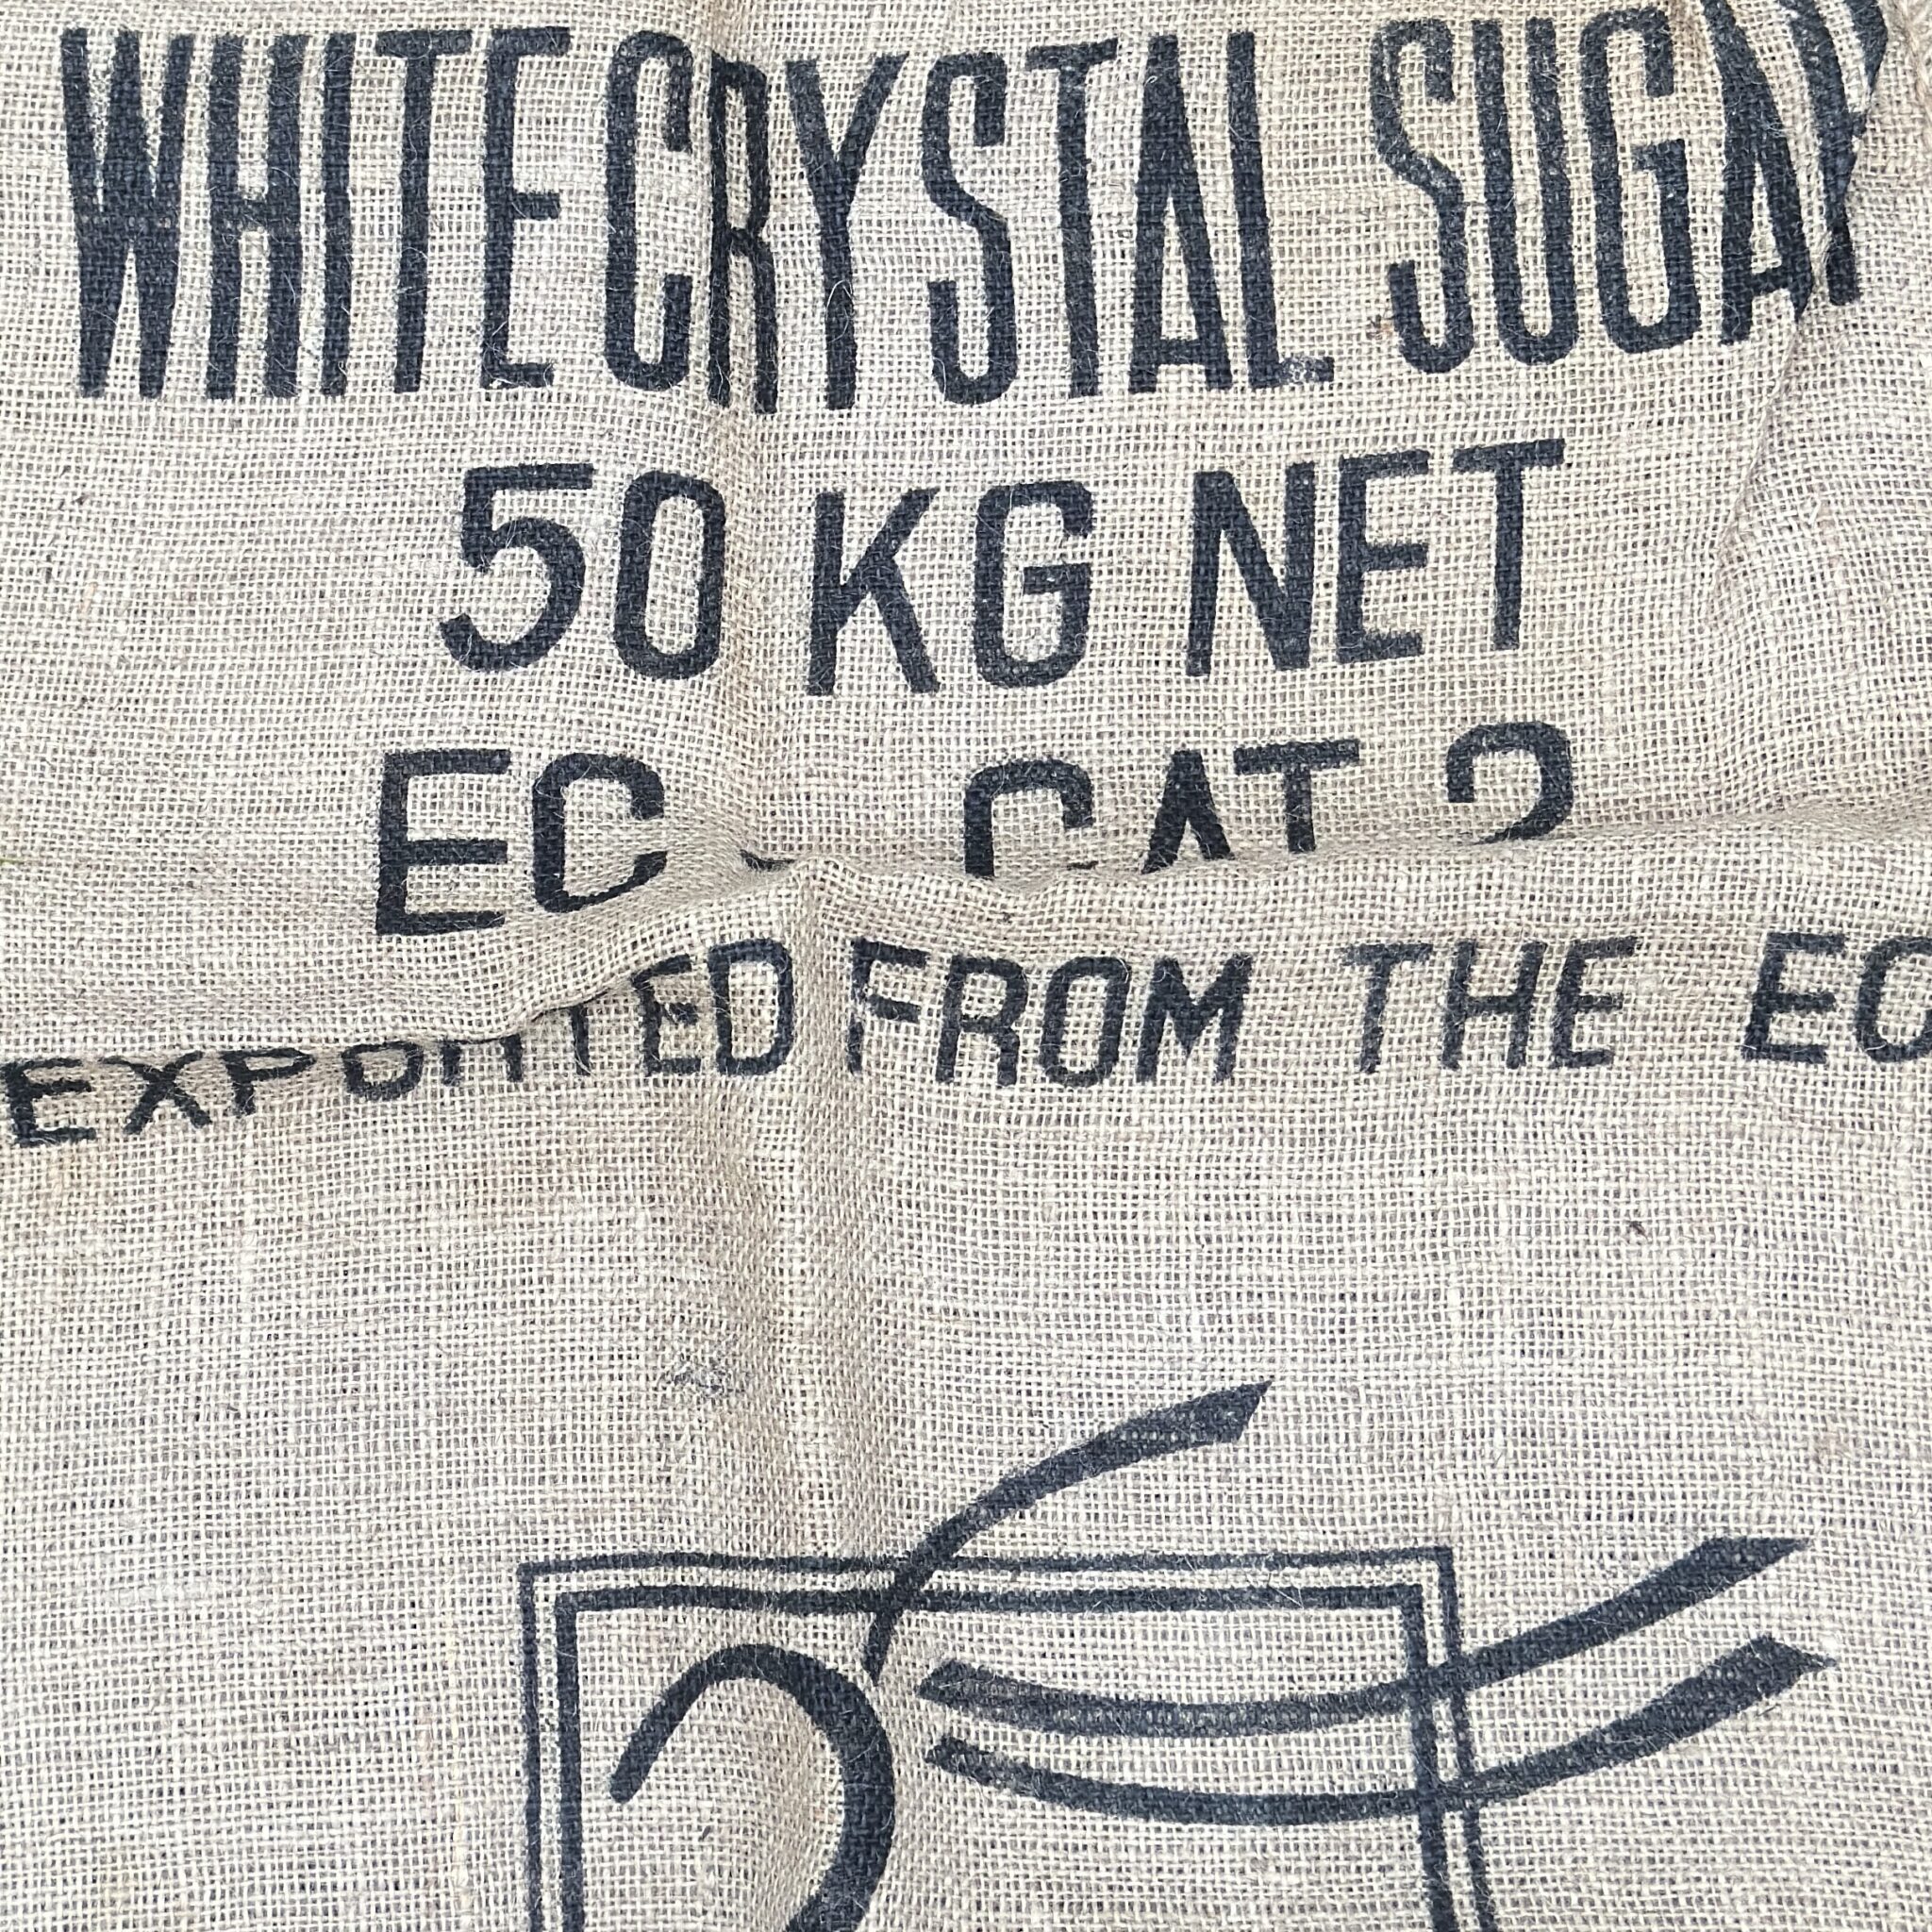 WHITE CRYSTAL SUGAR
50 KG NET
EC - CAT 2
EXPORTED FROM THE EC